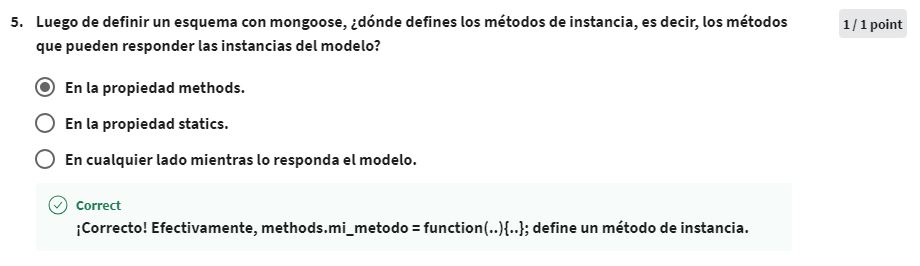 5. Luego de definir un esquema con mongoose, ¿dónde defines los métodos de instancia, es decir, los métodos
que pueden responder las instancias del modelo?
1 / 1 point
En la propiedad methods.
En la propiedad statics.
En cualquier lado mientras lo responda el modelo.
Correct
¡Correcto! Efectivamente, methods.mi_metodo = function(..){..}; define un método de instancia.